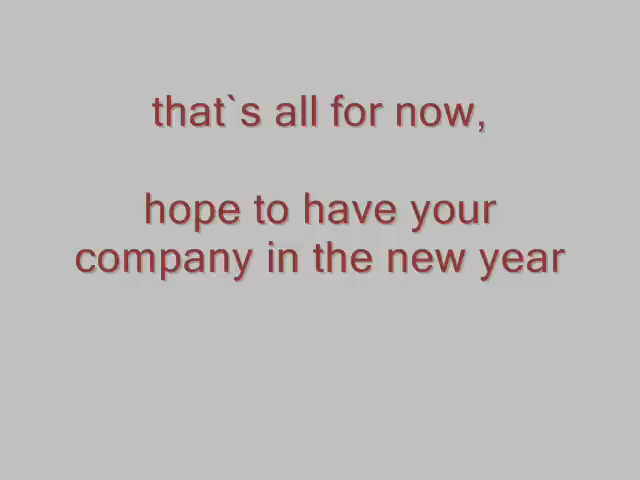 that`s all for now,
hope to have your
company in the new year